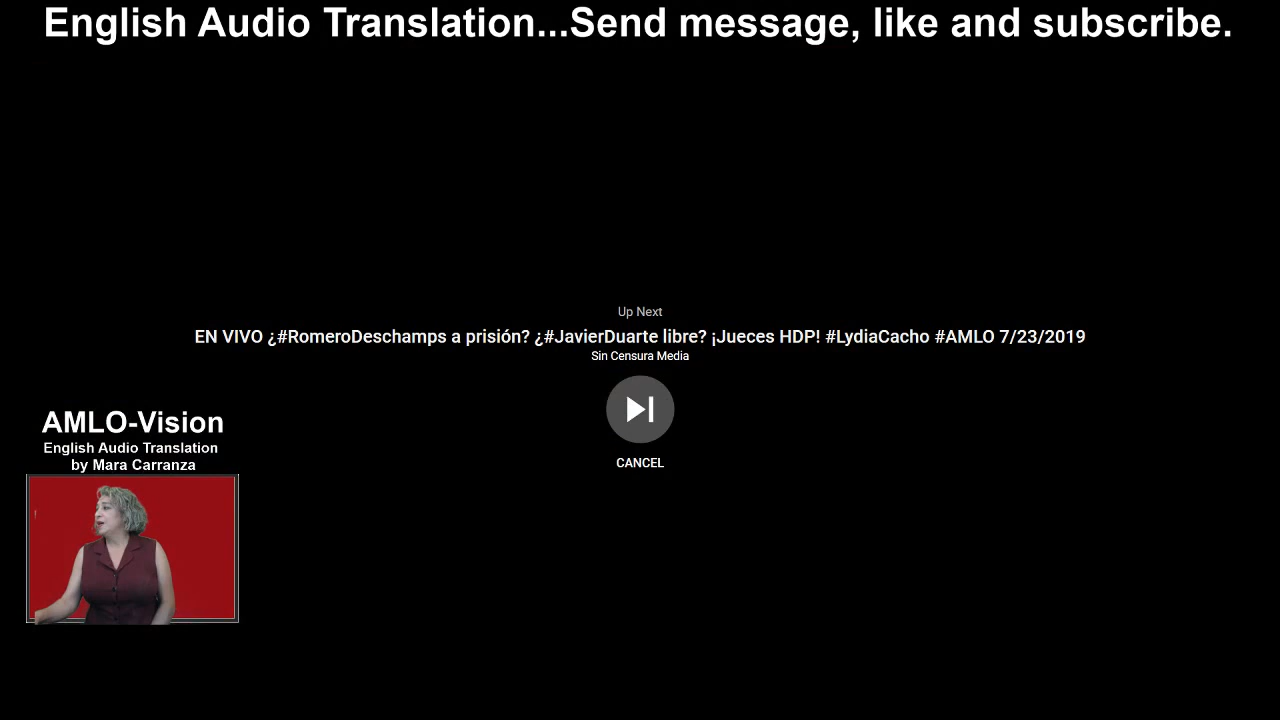 English Audio Translation...Send message, like and subscribe.
Up Next
EN VIVO ¿#RomeroDeschamps a prisión? ¿#JavierDuarte libre? ¡Jueces HDP! #LydiaCacho #AMLO 7/23/2019
Sin Censura Media
CANCEL
AMLO-Vision
English Audio Translation
by Mara Carranza